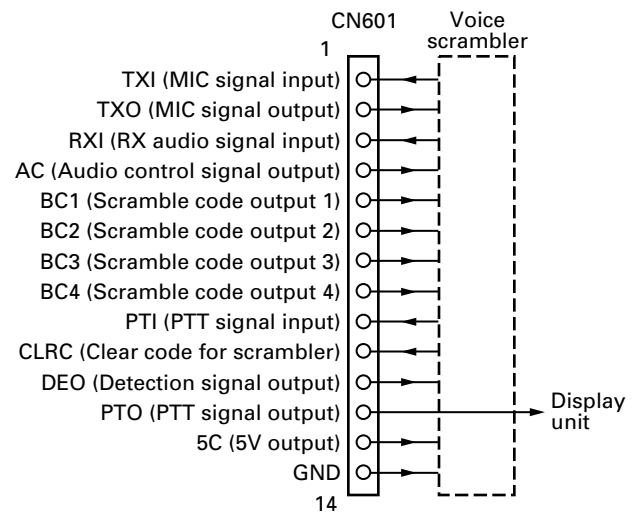 CN601
Voice
scrambler
1
TXI (MIC signal input)
TXO (MIC signal output)
RXI (RX audio signal input)
AC (Audio control signal output)
BC1 (Scramble code output 1)
BC2 (Scramble code output 2)
BC3 (Scramble code output 3)
BC4 (Scramble code output 4)
PTI (PTT signal input)
CLRC (Clear code for scrambler)
DEO (Detection signal output)
PTO (PTT signal output)
Display
unit
5C (5V output)
GND
14